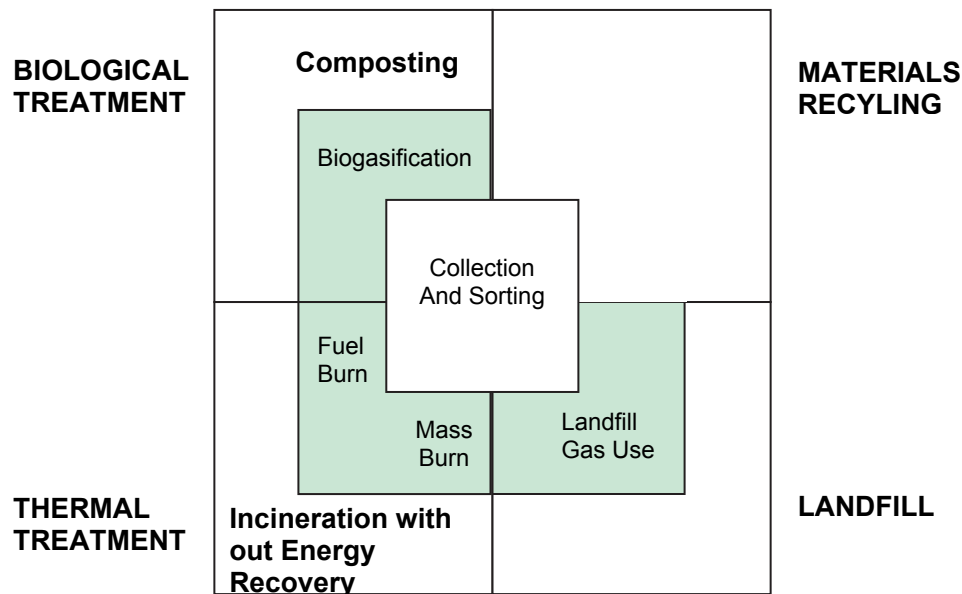 BIOLOGICAL
TREATMENT
Composting
MATERIALS
RECYLING
Biogasification
Collection
And Sorting
Fuel
Burn
Mass
Burn
Landfill
Gas Use
THERMAL
TREATMENT
Incineration with
out Energy
Recovery
LANDFILL